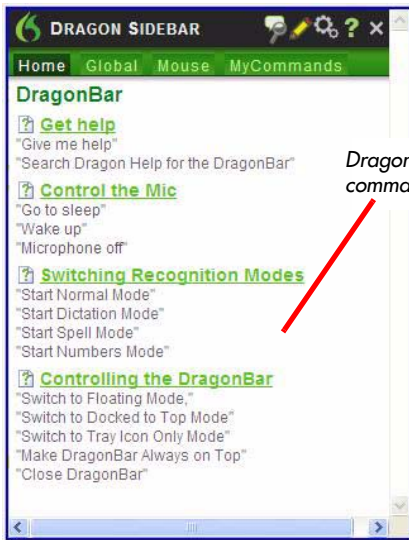 DRAGON SIDEBAR ? ×
Home Global Mouse MyCommands
DragonBar
? Get help
"Give me help"
"Search Dragon Help for the DragonBar"
Dragon
comma
? Control the Mic
"Go to sleep"
"Wake up"
"Microphone off"
? Switching Recognition Modes
"Start Normal Mode"
"Start Dictation Mode"
"Start Spell Mode"
"Start Numbers Mode"
? Controlling the DragonBar
"Switch to Floating Mode,"
"Switch to Docked to Top Mode"
"Switch to Tray Icon Only Mode"
"Make DragonBar Always on Top"
"Close DragonBar"